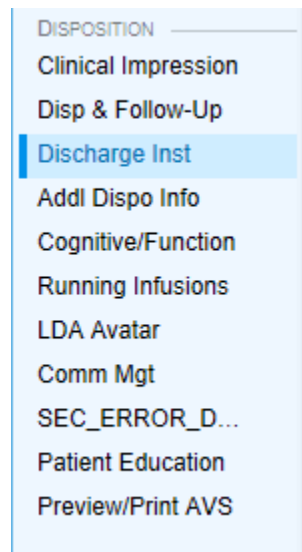 DISPOSITION
Clinical Impression
Disp & Follow-Up
Discharge Inst
Addl Dispo Info
Cognitive/Function
Running Infusions
LDA Avatar
Comm Mgt
SEC_ERROR_D...
Patient Education
Preview/Print AVS